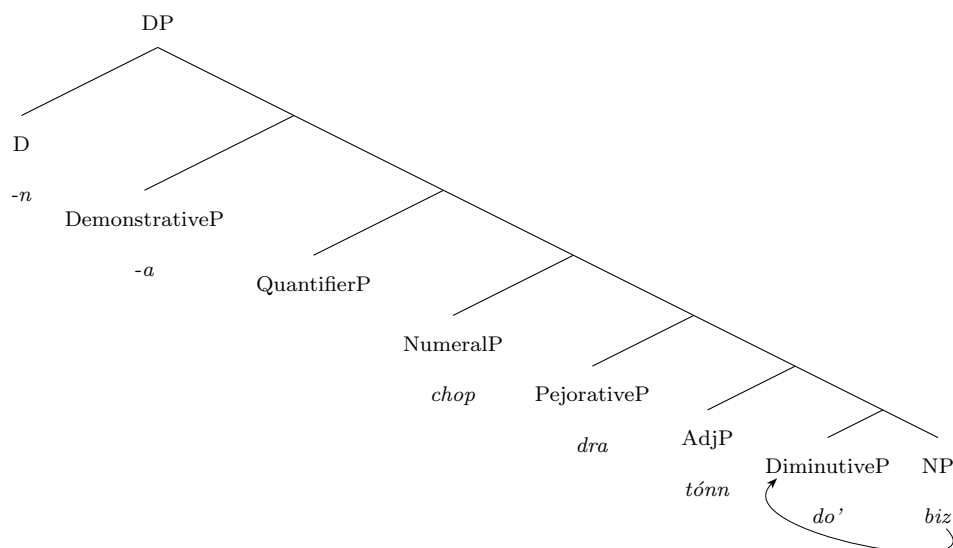 DP
D
-n
DemonstrativeP
-a
QuantifierP
NumeralP
chop
PejorativeP
dra
AdjP
tónn
DiminutiveP
do’
NP
biz